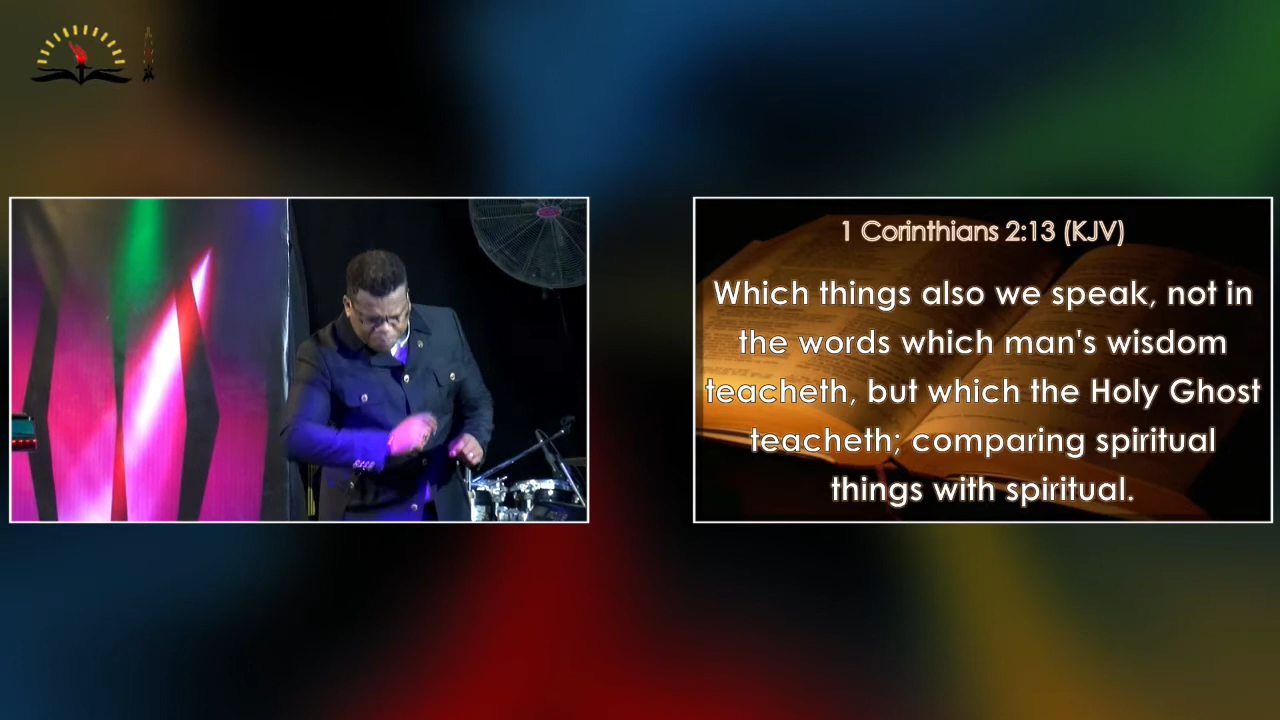 1 Corinthians 2:13 (KJV)
Which things also we speak, not in
the words which man's wisdom
teacheth, but which the Holy Ghost
teacheth; comparing spiritual
things with spiritual.